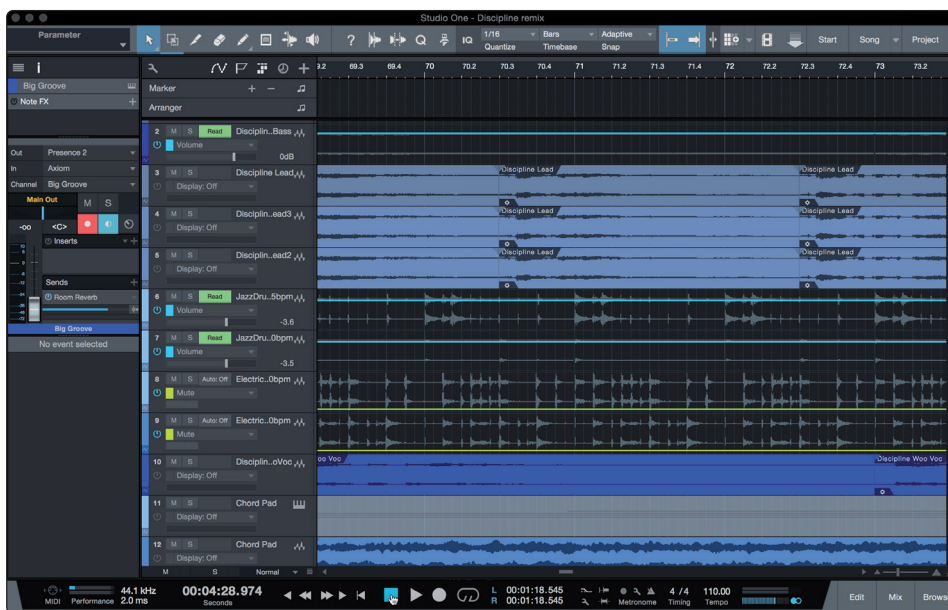 Studio One - Discipline remix
Parameter
? Q IQ 1/16 Bars Adaptive Start Song Project
Quantize Timebase Snap
i 9.2 69.3 69.4 70 70.2 70.3 70.4 71 71.2 71.3 71.4 72 72.2 72.3 72.4 73 73.2
Big Groove Marker
Note FX Arranger
2 M S Read Disciplin..Bass
Volume
0dB
Out Presence 2
In Axiom
Channel Big Groove
Main Out M S
-oo <C>
Inserts
Sends
Room Reverb
Big Groove
No event selected
3 M S Discipline Lead Discipline Lead Discipline Lead
Display: Off
4 M S Disciplin..ead3 Discipline Lead Discipline Lead
Display: Off
5 M S Disciplin..ead2 Discipline Lead Discipline Lead
Display: Off
6 M S Read JazzDru..5bpm
Volume
-3.6
7 M S Read JazzDru..0bpm
Volume
-3.5
8 M S Auto: Off Electric..0bpm
Mute
9 M S Auto: Off Electric..0bpm
Mute
10 M S Disciplin..oVoc oo Voc Discipline Woo Voc
Display: Off
11 M S Chord Pad
Display: Off
12 M S Chord Pad
Display: Off
M S Normal
MIDI Performance 44.1 kHz 2.0 ms
00:04:28.974
Seconds
L 00:01:18.545
R 00:01:18.545
Metronome
4 / 4
Timing
110.00
Tempo
Edit Mix Brows